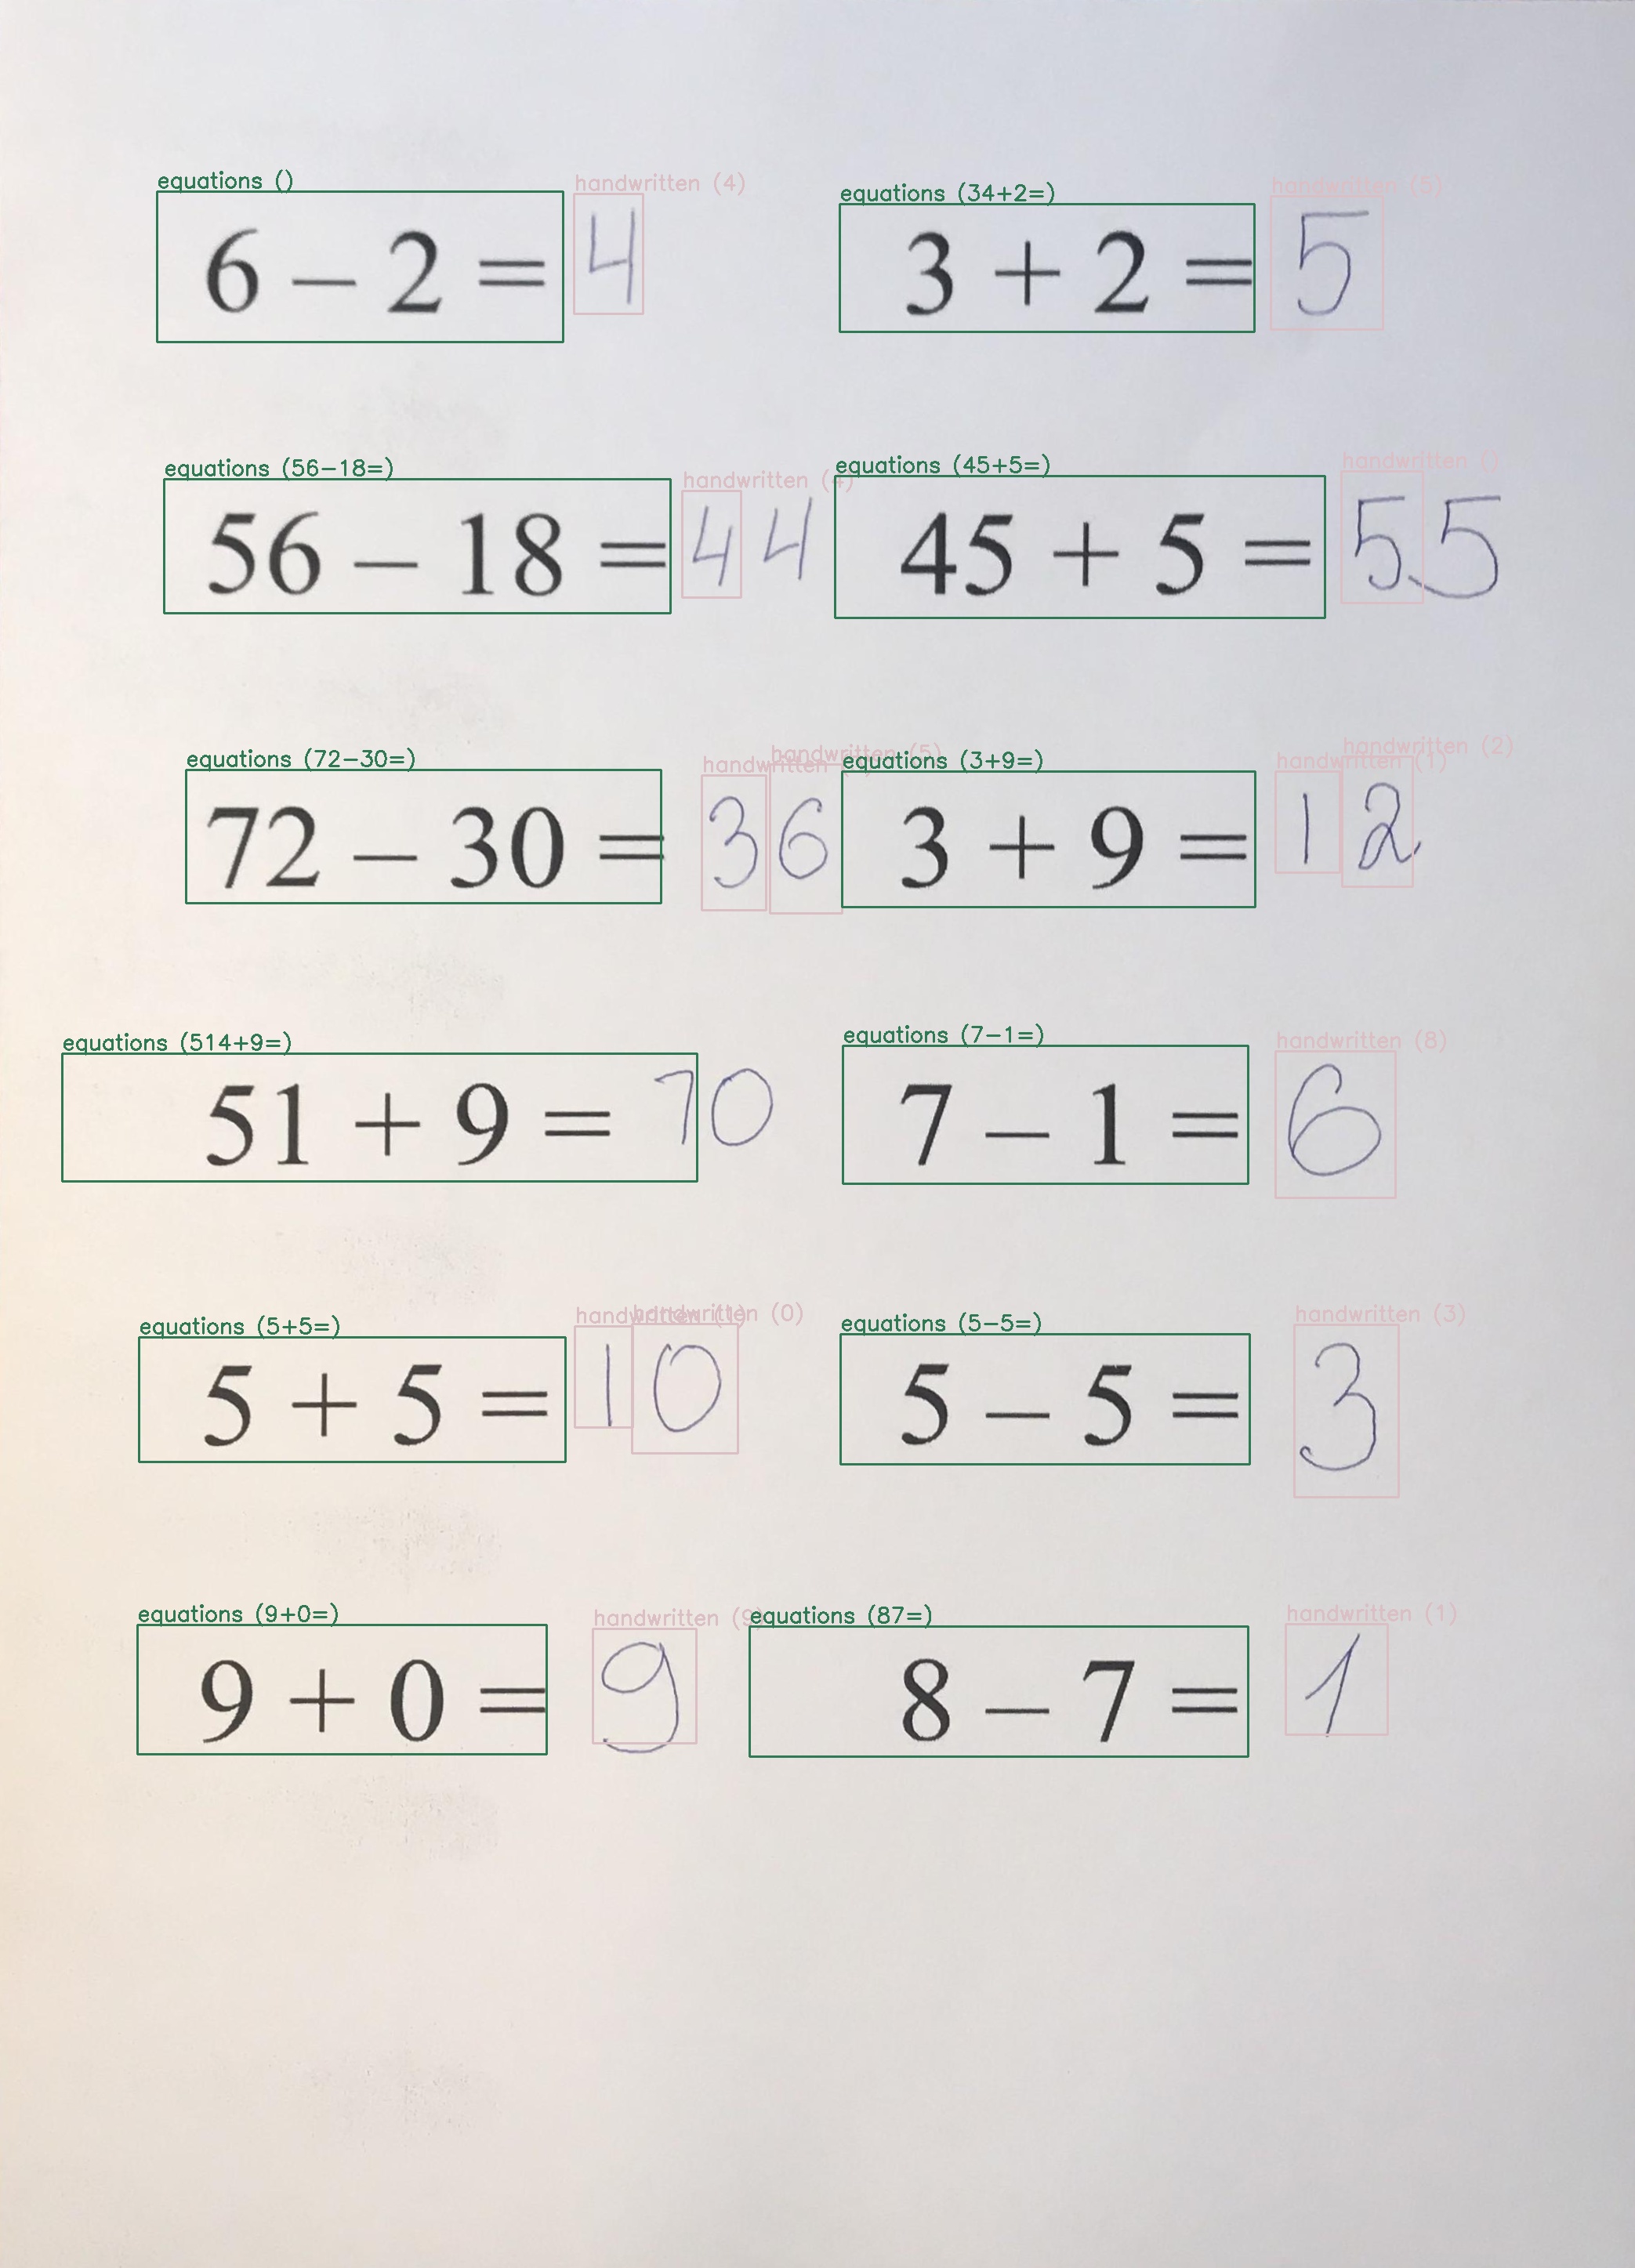 equations () handwritten (4) equations (34+2=) handwritten (5)
6 – 2 = 4 3 + 2 = 5
equations (56-18=) handwritten (4) equations (45+5=) handwritten ()
56 – 18 = 44 45 + 5 = 55
equations (72-30=) handwritten handwritten (5) equations (3+9=) handwritten (1) handwritten (2)
72 – 30 = 36 3 + 9 = 12
equations (514+9=) equations (7-1=) handwritten (8)
51 + 9 = 70 7 – 1 = 6
equations (5+5=) handwritten (1) handwritten (0) equations (5-5=) handwritten (3)
5 + 5 = 10 5 – 5 = 3
equations (9+0=) handwritten (9) equations (87=) handwritten (1)
9 + 0 = 9 8 – 7 = 1